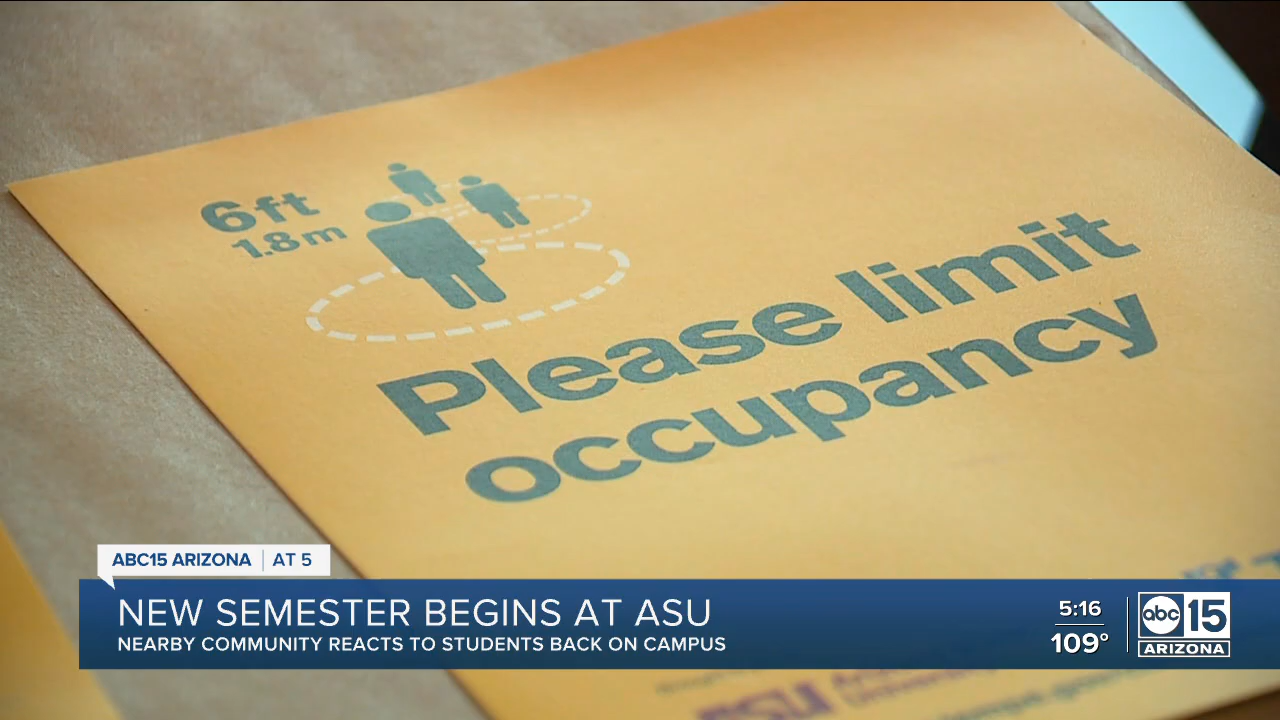 6ft
1.8m
Please limit
occupancy
ABC15 ARIZONA | AT 5
NEW SEMESTER BEGINS AT ASU
NEARBY COMMUNITY REACTS TO STUDENTS BACK ON CAMPUS
5:16
109°
abc 15
ARIZONA
ASU